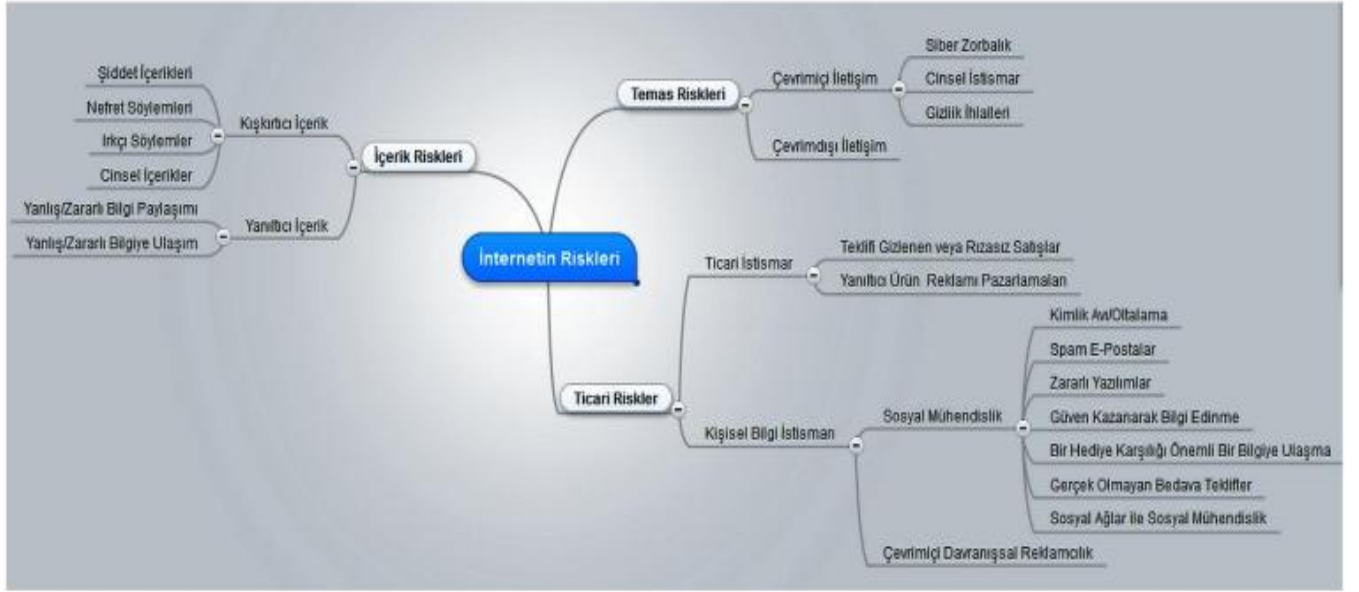 İnternetin Riskleri
İçerik Riskleri
Kışkırtıcı İçerik
Şiddet İçerikleri
Nefret Söylemleri
Irkçı Söylemler
Cinsel İçerikler
Yanıltıcı İçerik
Yanlış/Zararlı Bilgi Paylaşımı
Yanlış/Zararlı Bilgiye Ulaşım
Temas Riskleri
Çevrimiçi İletişim
Siber Zorbalık
Cinsel İstismar
Gizlilik İhlalleri
Çevrimdışı İletişim
Ticari Riskler
Ticari İstismar
Teklifi Gizlenen veya Rızasız Satışlar
Yanıltıcı Ürün Reklamı Pazarlamaları
Kişisel Bilgi İstismarı
Sosyal Mühendislik
Kimlik Avı/Oltalama
Spam E-Postalar
Zararlı Yazılımlar
Güven Kazanarak Bilgi Edinme
Bir Hediye Karşılığı Önemli Bir Bilgiye Ulaşma
Gerçek Olmayan Bedava Teklifler
Sosyal Ağlar ile Sosyal Mühendislik
Çevrimiçi Davranışsal Reklamcılık